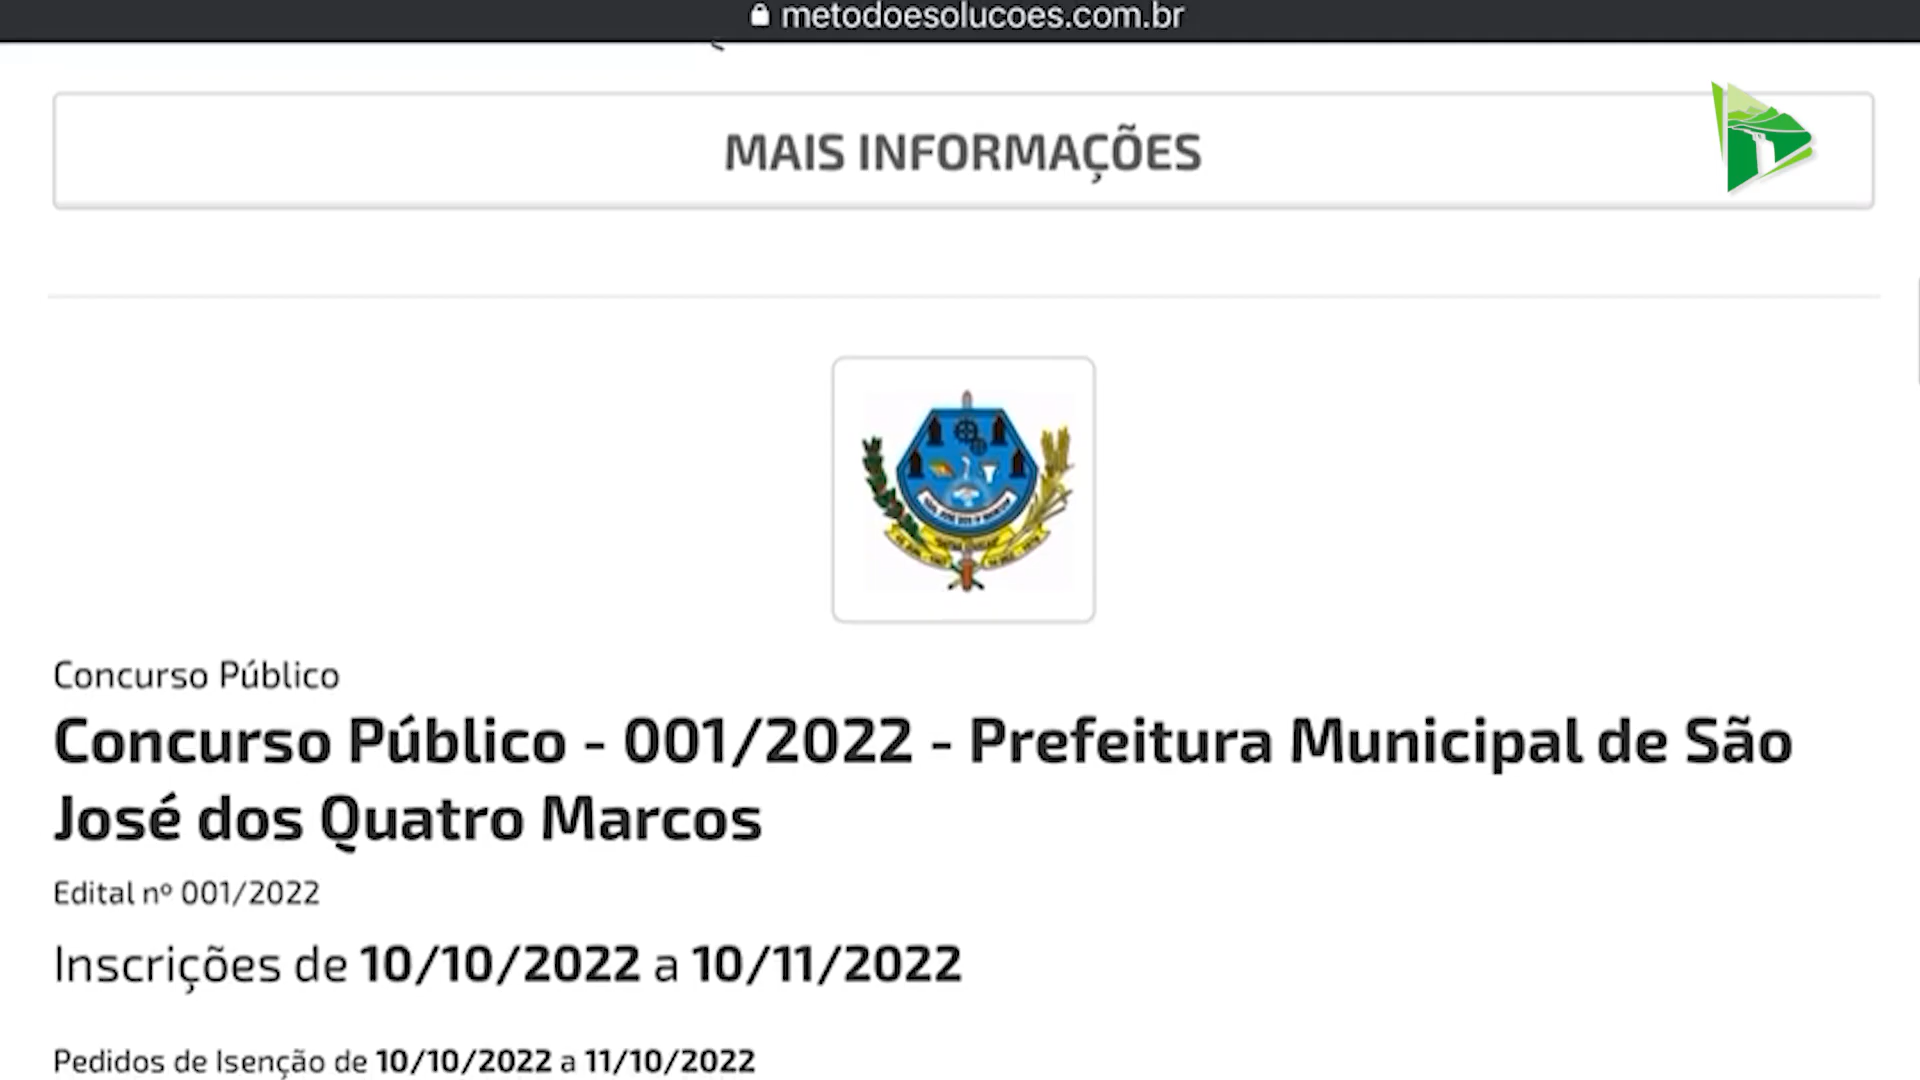 metodoesolucoes.com.br
MAIS INFORMAÇÕES
Concurso Público
Concurso Público - 001/2022 - Prefeitura Municipal de São
José dos Quatro Marcos
Edital nº 001/2022
Inscrições de 10/10/2022 a 10/11/2022
Pedidos de Isenção de 10/10/2022 a 11/10/2022